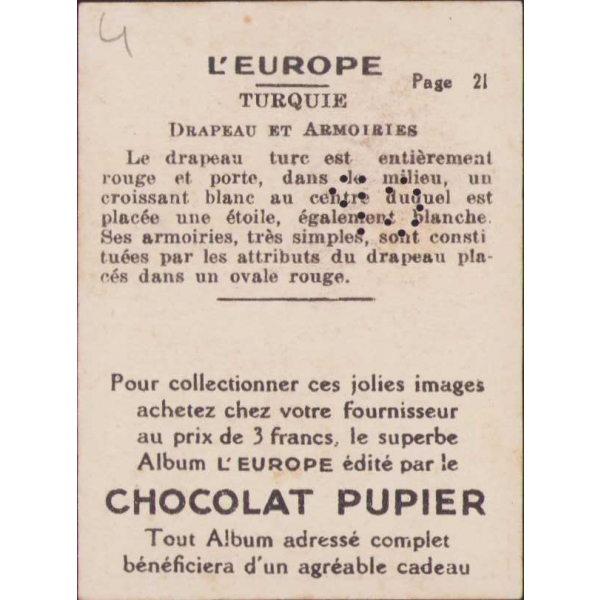 4
L'EUROPE
Page 21
TURQUIE
DRAPEAU ET ARMOIRIES
Le drapeau turc est entièrement
rouge et porte, dans le milieu, un
croissant blanc au centre duquel est
placée une étoile, également blanche.
Ses armoiries, très simples, sont consti
tuées par les attributs du drapeau pla-
cés dans un ovale rouge.
Pour collectionner ces jolies images
achetez chez votre fournisseur
au prix de 3 francs, le superbe
Album L'EUROPE édité par le
CHOCOLAT PUPIER
Tout Album adressé complet
bénéficiera d'un agréable cadeau